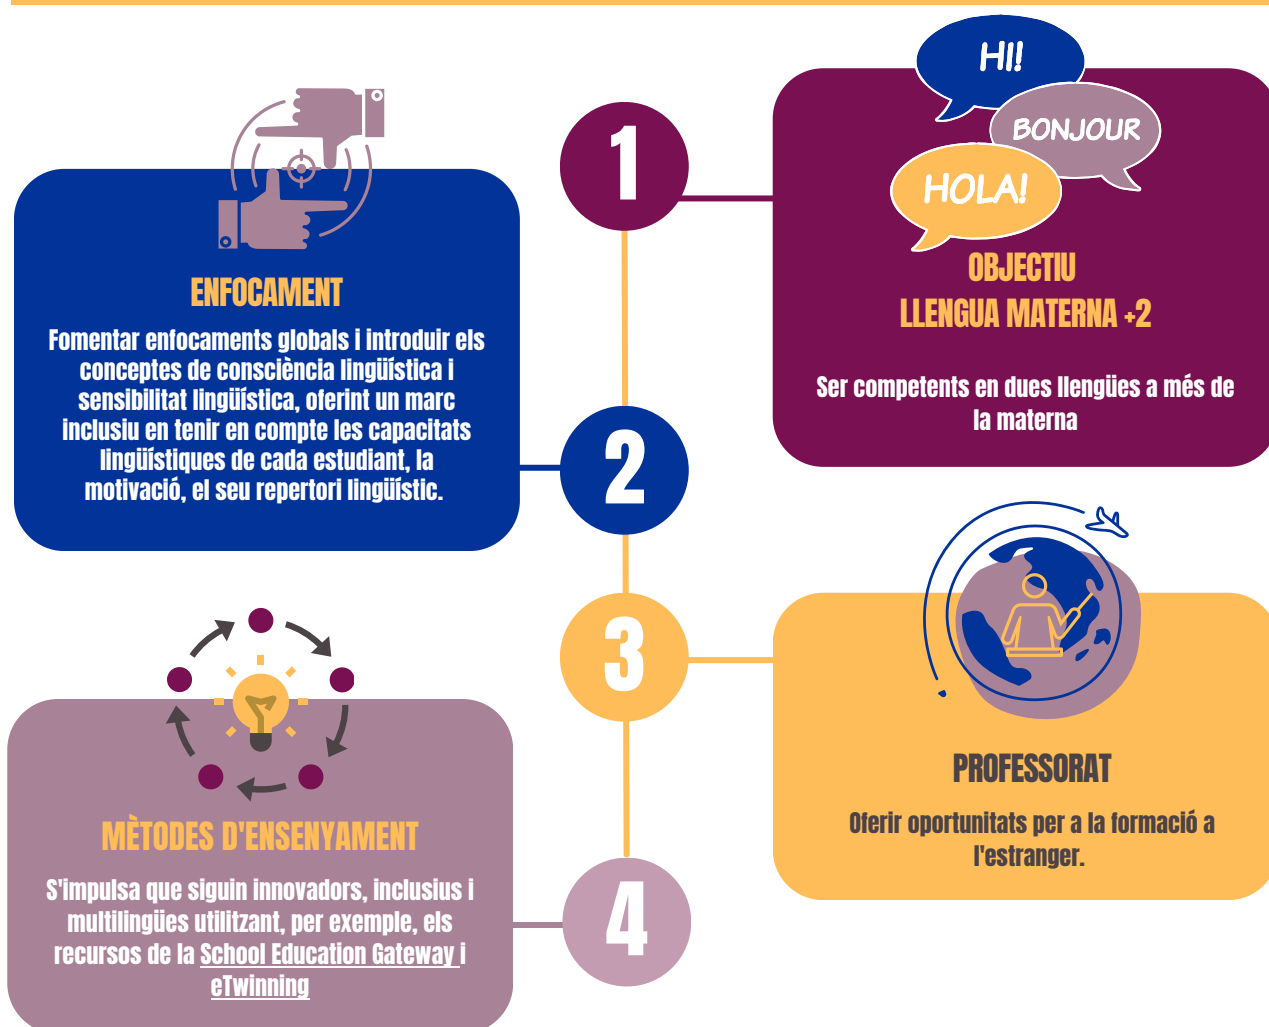 HI!
BONJOUR
HOLA!
1
OBJECTIU
LLENGUA MATERNA +2
Ser competents en dues llengües a més de
la materna
2
ENFOCAMENT
Fomentar enfocaments globals i introduir els
conceptes de consciència lingüística i
sensibilitat lingüística, oferint un marc
inclusiu en tenir en compte les capacitats
lingüístiques de cada estudiant, la
motivació, el seu repertori lingüístic.
3
PROFESSORAT
Oferir oportunitats per a la formació a
l'estranger.
4
MÈTODES D'ENSENYAMENT
S'impulsa que siguin innovadors, inclusius i
multilingües utilitzant, per exemple, els
recursos de la School Education Gateway i
eTwinning